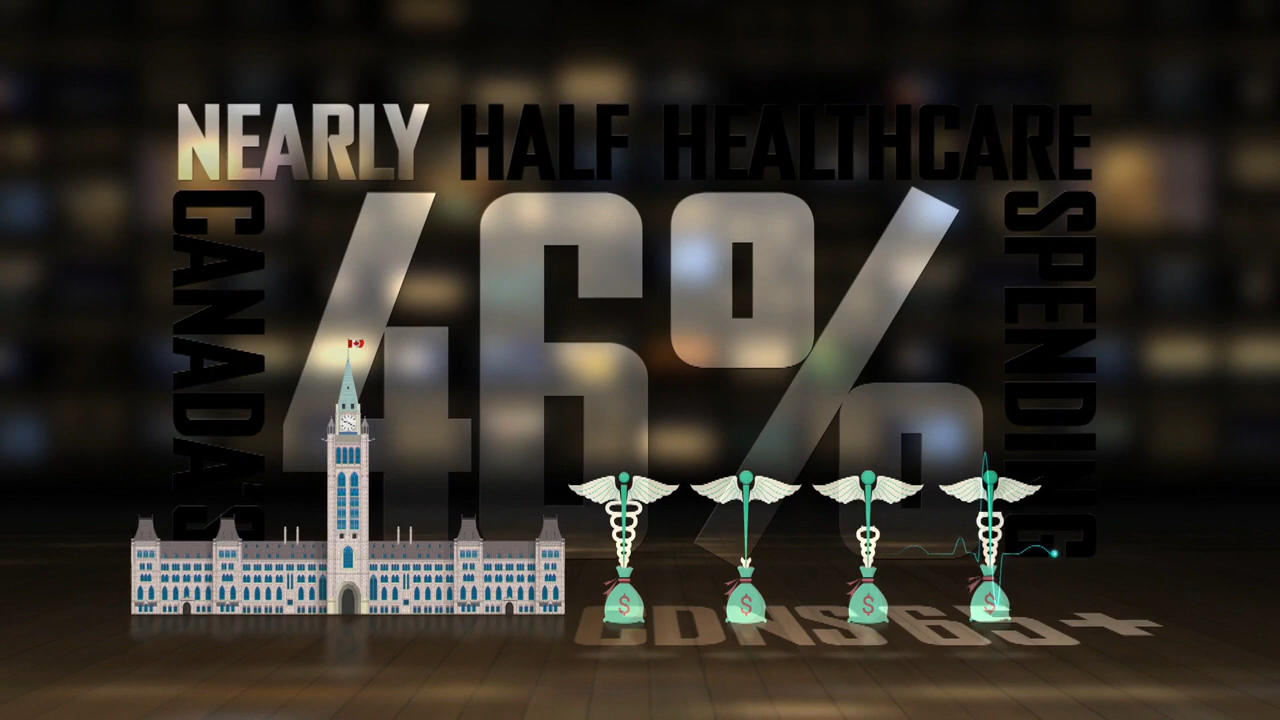 NEARLY HALF HEALTHCARE
CANADA'S
46%
SPENDING
CDNS 65+
$ $ $ $